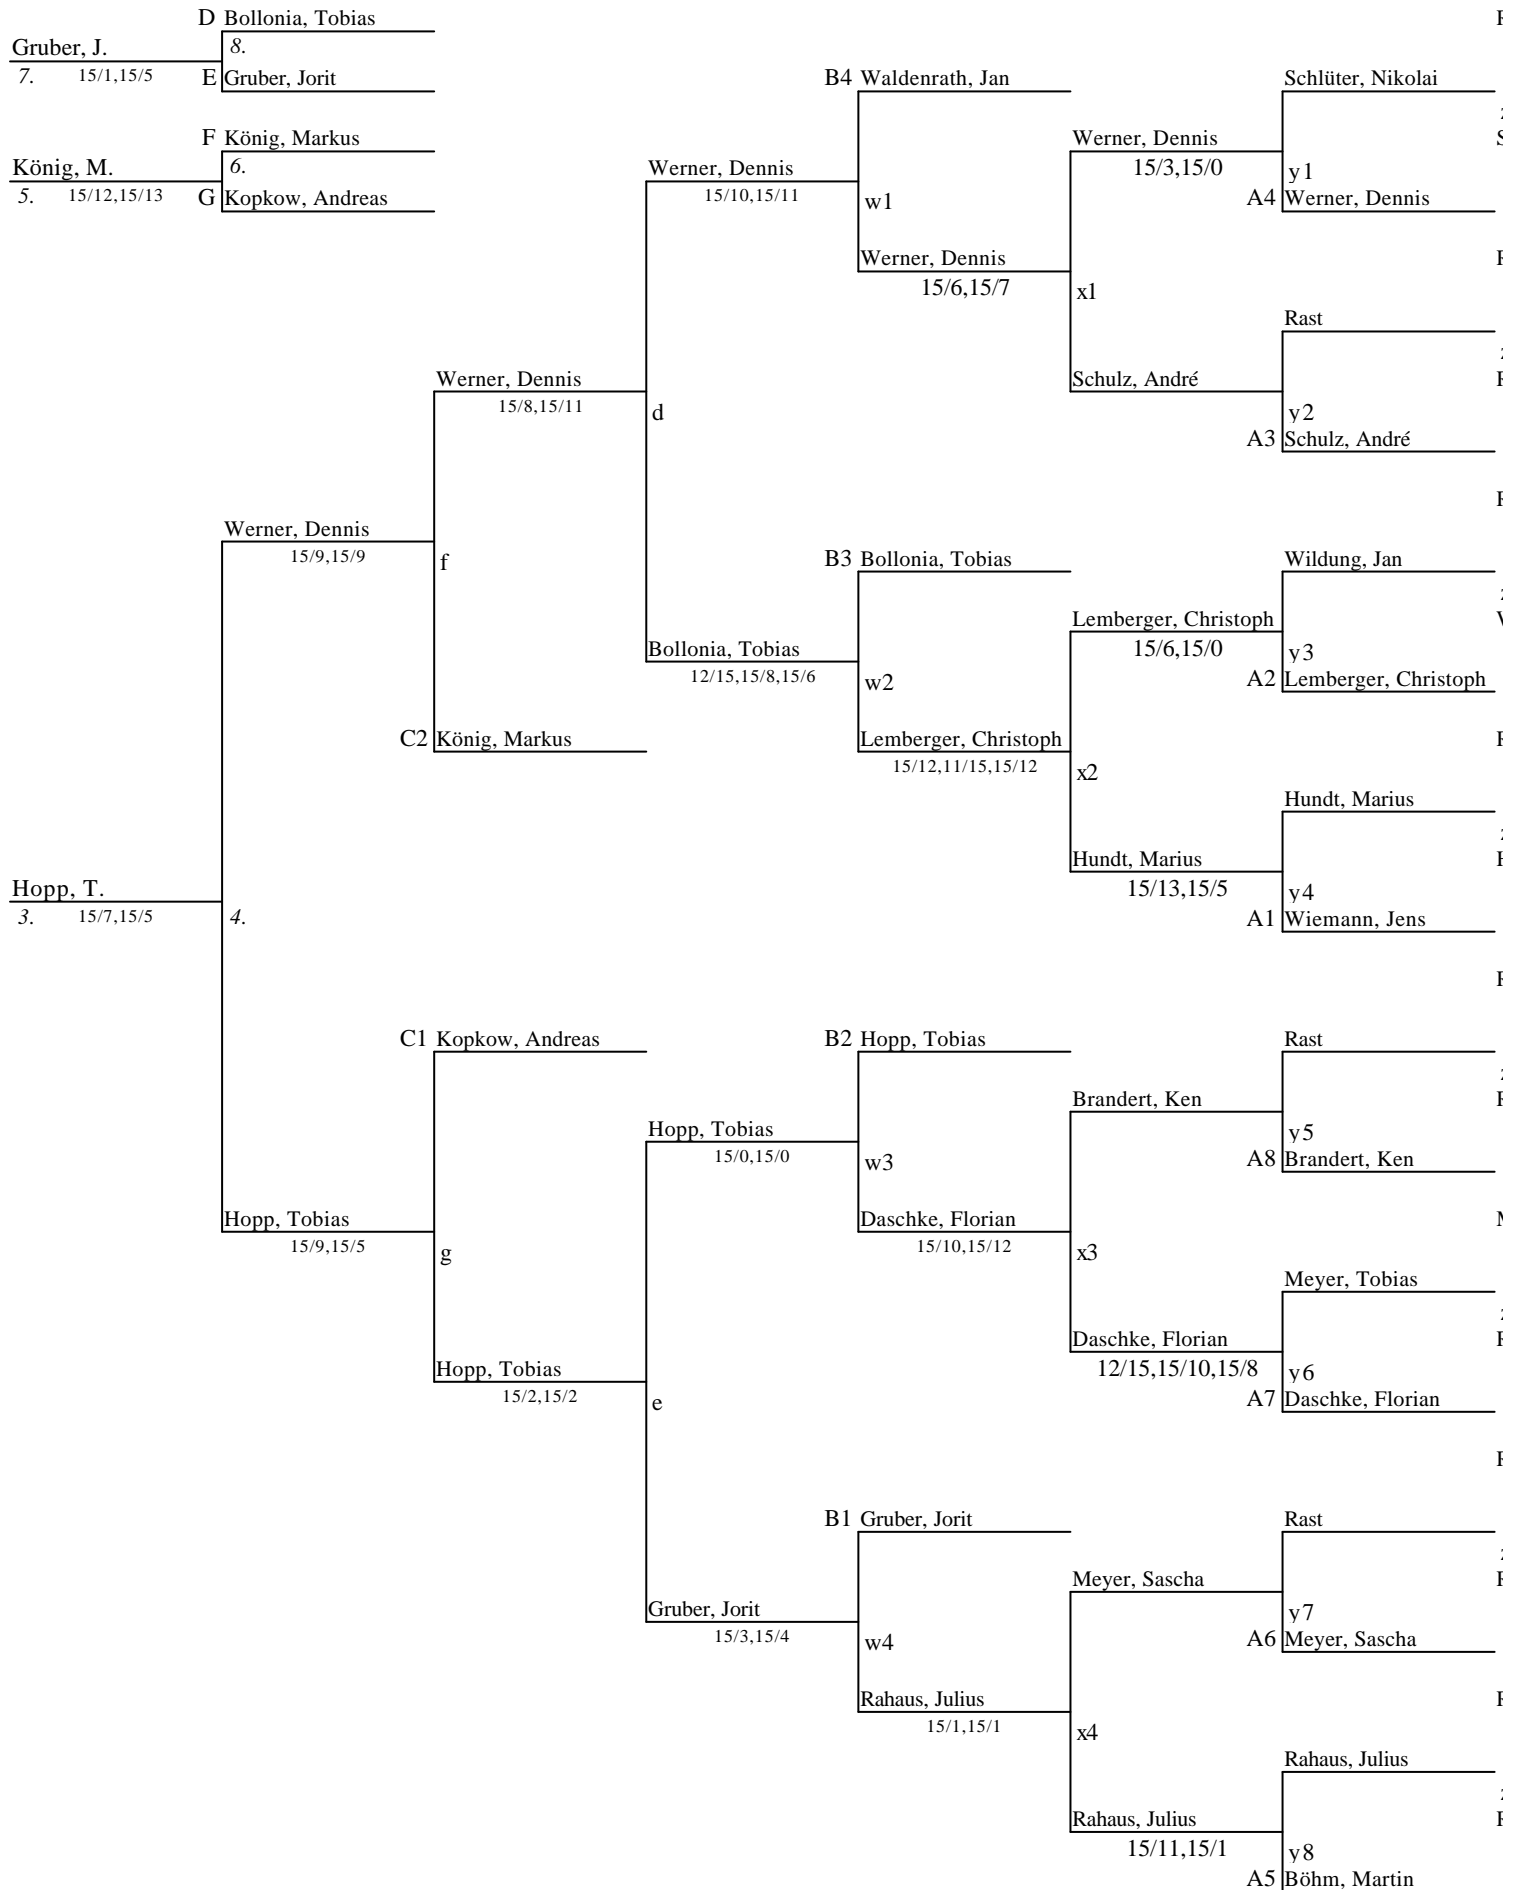 D Bollonia, Tobias
Gruber, J.
8.
7. 15/1,15/5
E Gruber, Jorit
B4 Waldenrath, Jan
Schlüter, Nikolai
F König, Markus
Werner, Dennis
König, M.
6.
Werner, Dennis
15/3,15/0
y1
5. 15/12,15/13
G Kopkow, Andreas
15/10,15/11
w1
A4 Werner, Dennis
Werner, Dennis
15/6,15/7
x1
Rast
Werner, Dennis
Schulz, André
15/8,15/11
d
y2
A3 Schulz, André
Werner, Dennis
15/9,15/9
f
B3 Bollonia, Tobias
Wildung, Jan
Lemberger, Christoph
Bollonia, Tobias
15/6,15/0
y3
12/15,15/8,15/6
w2
A2 Lemberger, Christoph
C2 König, Markus
Lemberger, Christoph
15/12,11/15,15/12
x2
Hundt, Marius
Hundt, Marius
Hopp, T.
15/13,15/5
y4
3. 15/7,15/5
4.
A1 Wiemann, Jens
C1 Kopkow, Andreas
B2 Hopp, Tobias
Rast
Brandert, Ken
Hopp, Tobias
y5
15/0,15/0
w3
A8 Brandert, Ken
Hopp, Tobias
Daschke, Florian
15/9,15/5
g
15/10,15/12
x3
Meyer, Tobias
Daschke, Florian
Hopp, Tobias
12/15,15/10,15/8
y6
15/2,15/2
e
A7 Daschke, Florian
B1 Gruber, Jorit
Rast
Meyer, Sascha
Gruber, Jorit
y7
15/3,15/4
w4
A6 Meyer, Sascha
Rahaus, Julius
15/1,15/1
x4
Rahaus, Julius
Rahaus, Julius
15/11,15/1
y8
A5 Böhm, Martin